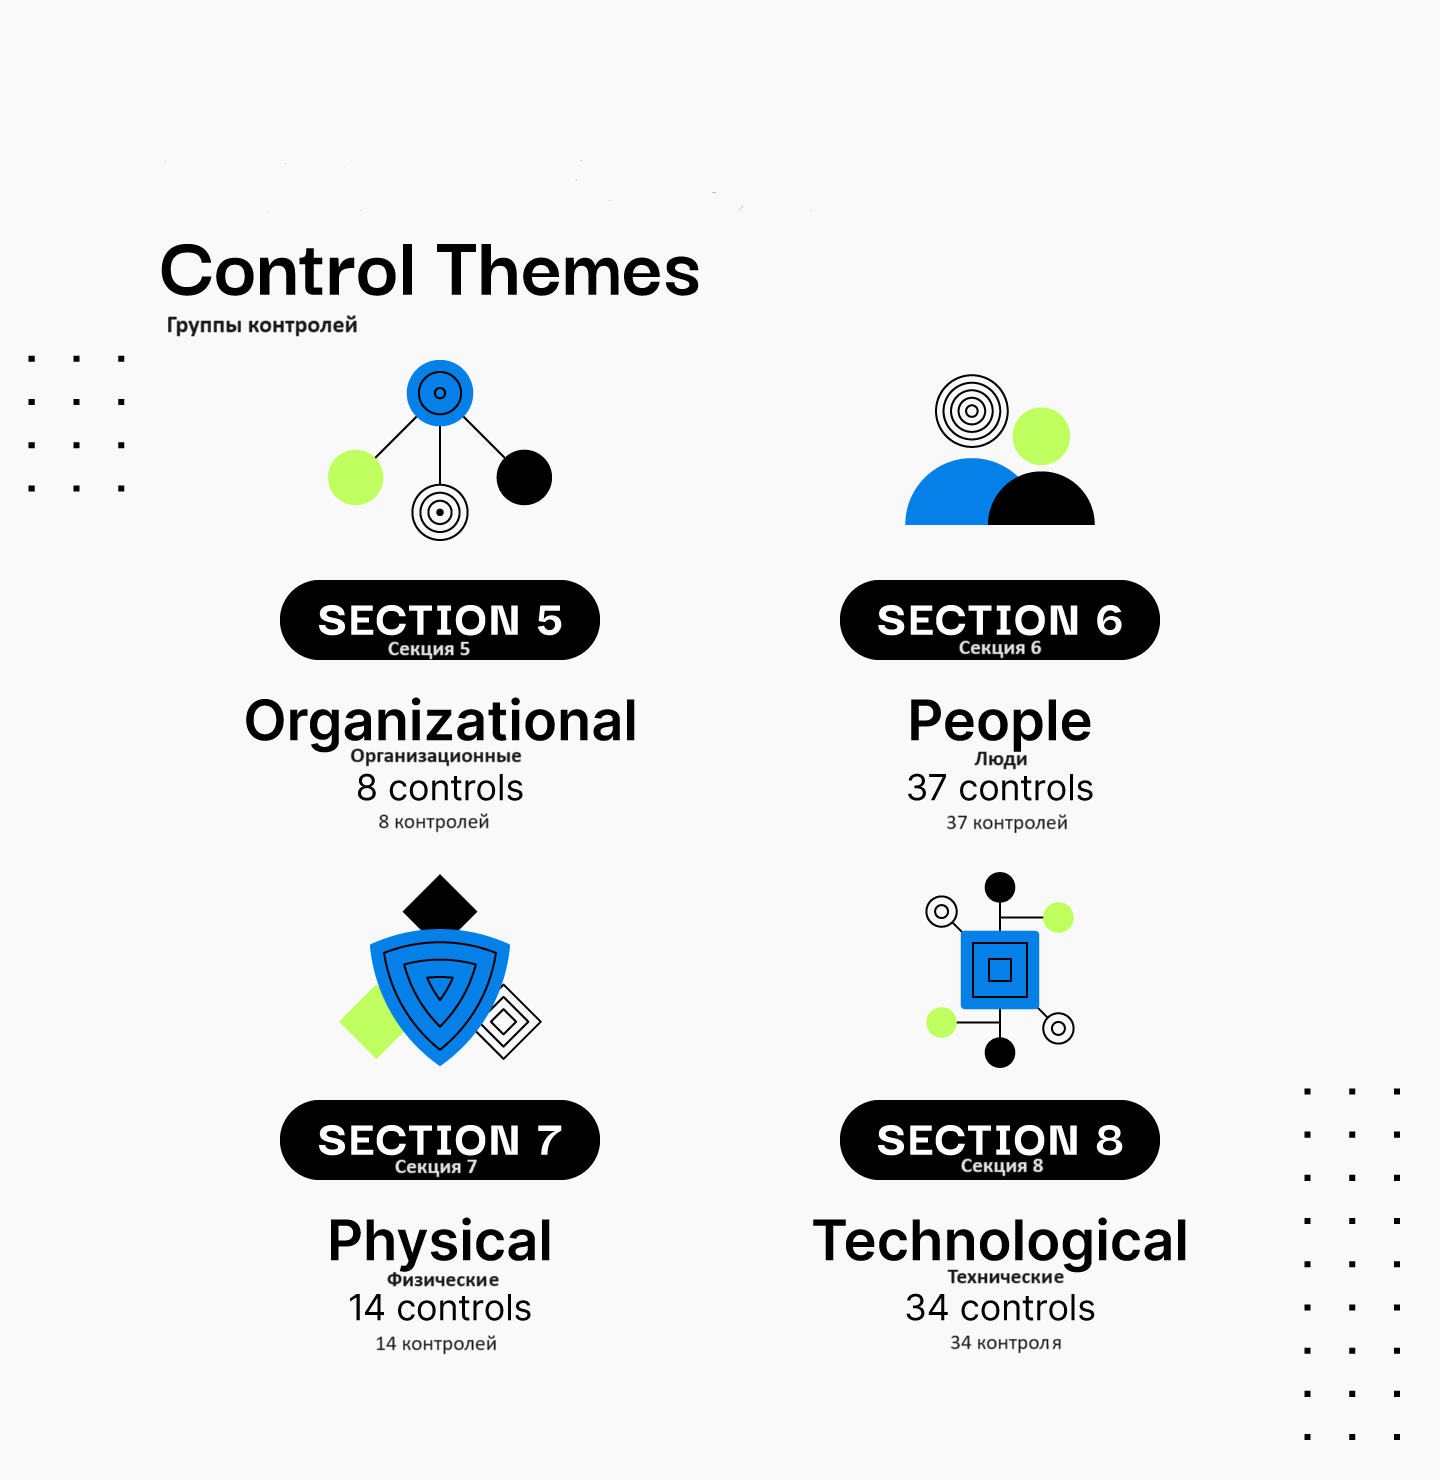 Control Themes
Группы контролей
SECTION 5
Секция 5
Organizational
Организационные
8 controls
8 контролей
SECTION 6
Секция 6
People
Люди
37 controls
37 контролей
SECTION 7
Секция 7
Physical
Физические
14 controls
14 контролей
SECTION 8
Секция 8
Technological
Технические
34 controls
34 контроля